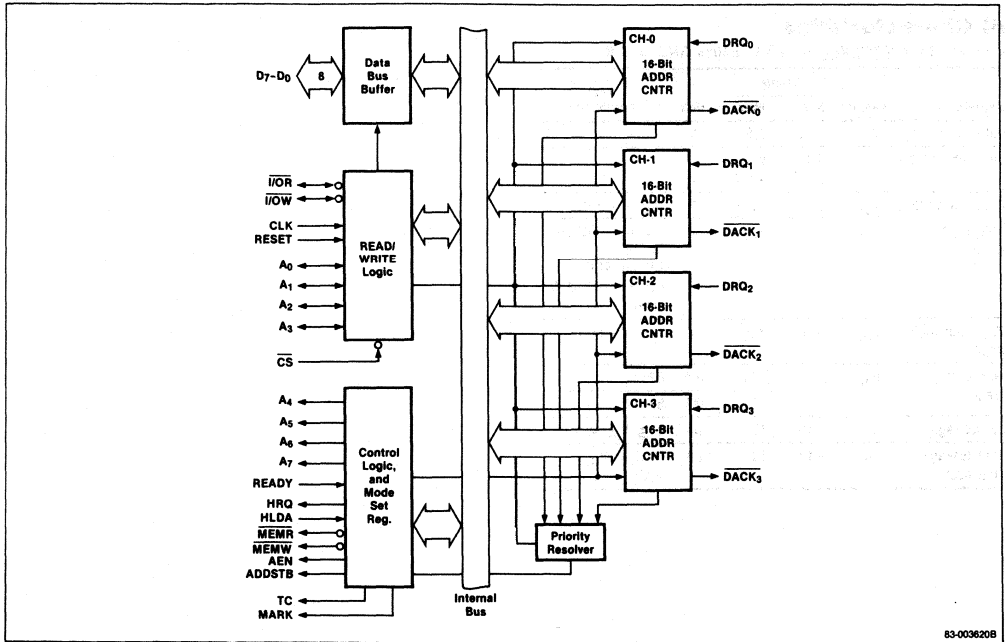 D7-D0
8
Data
Bus
Buffer
I/OR
I/OW
CLK
RESET
A0
A1
A2
A3
CS
READ/
WRITE
Logic
A4
A5
A6
A7
READY
HRQ
HLDA
MEMR
MEMW
AEN
ADDSTB
TC
MARK
Control
Logic,
and
Mode
Set
Reg.
Internal
Bus
CH-0
16-Bit
ADDR
CNTR
DRQ0
DACK0
CH-1
16-Bit
ADDR
CNTR
DRQ1
DACK1
CH-2
16-Bit
ADDR
CNTR
DRQ2
DACK2
CH-3
16-Bit
ADDR
CNTR
DRQ3
DACK3
Priority
Resolver
83-003620B